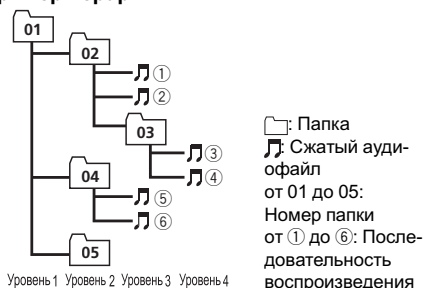 01
02
①
②
03
③
④
04
⑤
⑥
05
Уровень 1 Уровень 2 Уровень 3 Уровень 4
: Папка
: Сжатый ауди-
офайл
от 01 до 05:
Номер папки
от ① до ⑥: После-
довательность
воспроизведения